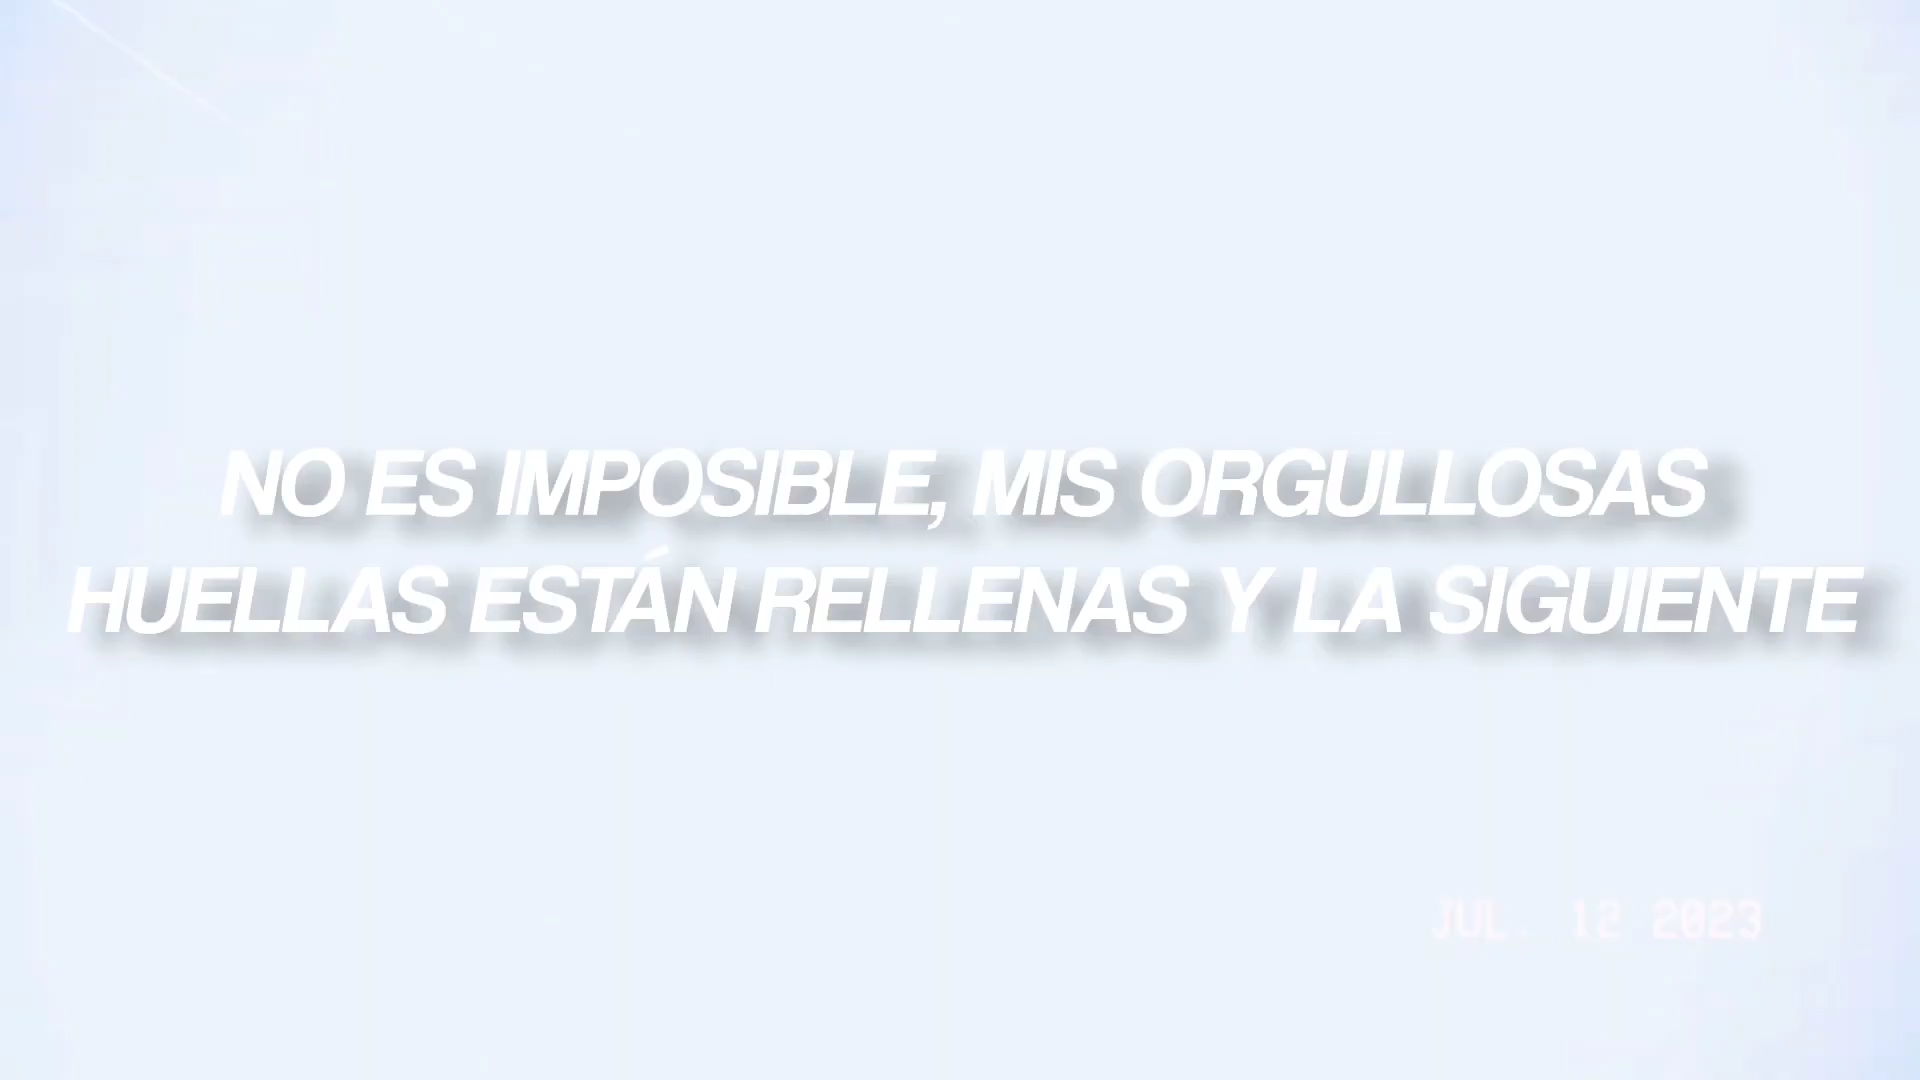 NO ES IMPOSIBLE, MIS ORGULLOSAS
HUELLAS ESTÁN RELLENAS Y LA SIGUIENTE
JUL. 12 2023